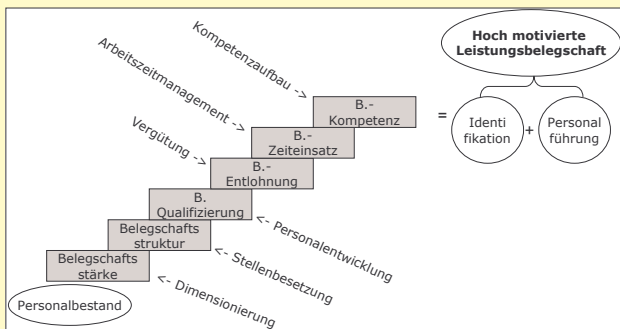 Hoch motivierte
Leistungsbelegschaft
=
Identi
fikation
+
Personal
führung
Kompetenzaufbau ->
B.-
Kompetenz
Arbeitszeitmanagement ->
B.-
Zeiteinsatz
Vergütung ->
B.-
Entlohnung
B.
Qualifizierung
<- Personalentwicklung
Belegschafts
struktur
<- Stellenbesetzung
Belegschafts
stärke
<- Dimensionierung
Personalbestand